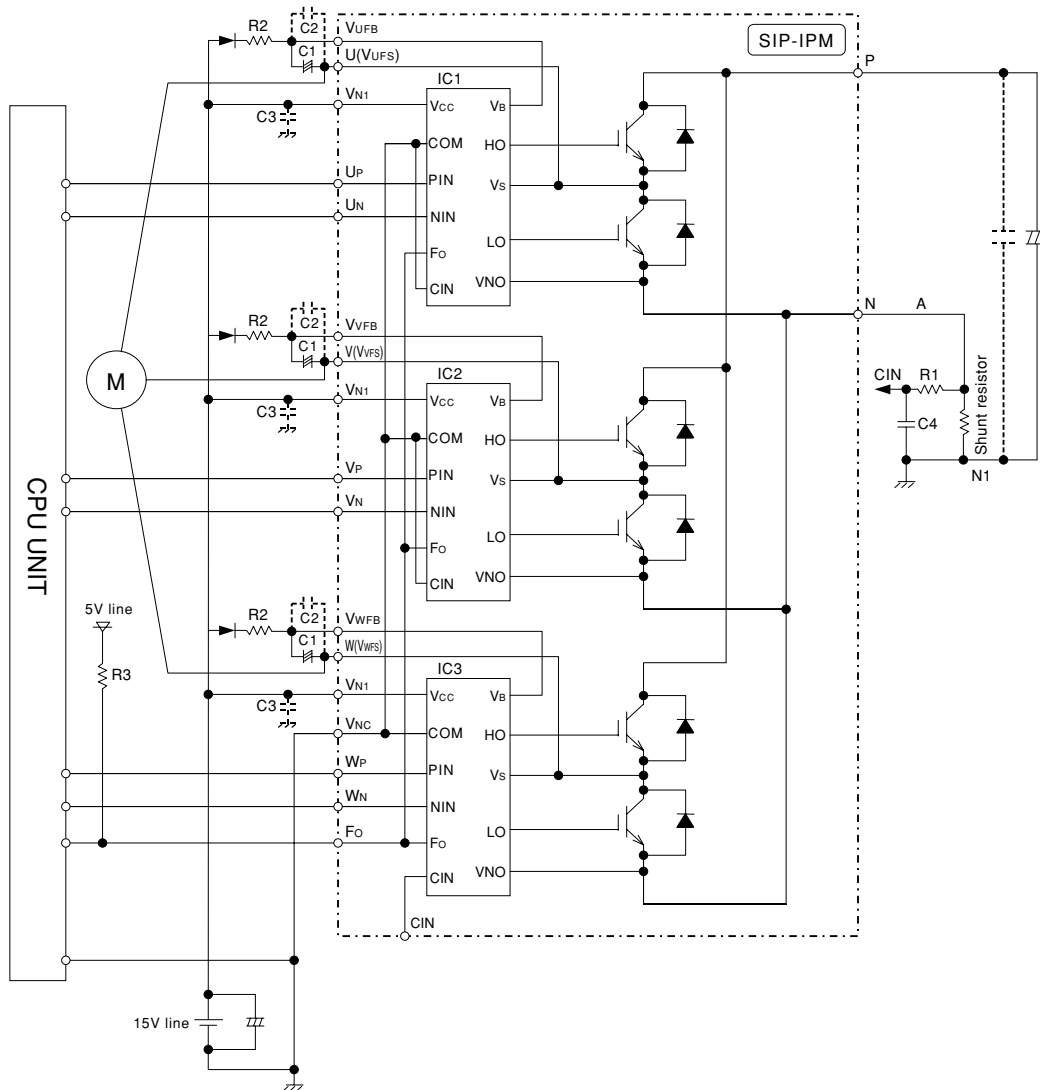 R2
C2
C1
VUFB
U(VUFS)
SIP-IPM
P
VN1
C3
IC1
VCC
COM
PIN
NIN
FO
CIN
VB
HO
VS
LO
VNO
UP
UN
N
A
CIN
R1
C4
Shunt resistor
N1
R2
C2
C1
VVFB
V(VVFS)
VN1
C3
IC2
VCC
COM
PIN
NIN
FO
CIN
VB
HO
VS
LO
VNO
M
VP
VN
CPU UNIT
5V line
R3
R2
C2
C1
VWFB
W(VWFS)
VN1
C3
VNC
IC3
VCC
COM
PIN
NIN
FO
CIN
VB
HO
VS
LO
VNO
WP
WN
FO
CIN
15V line